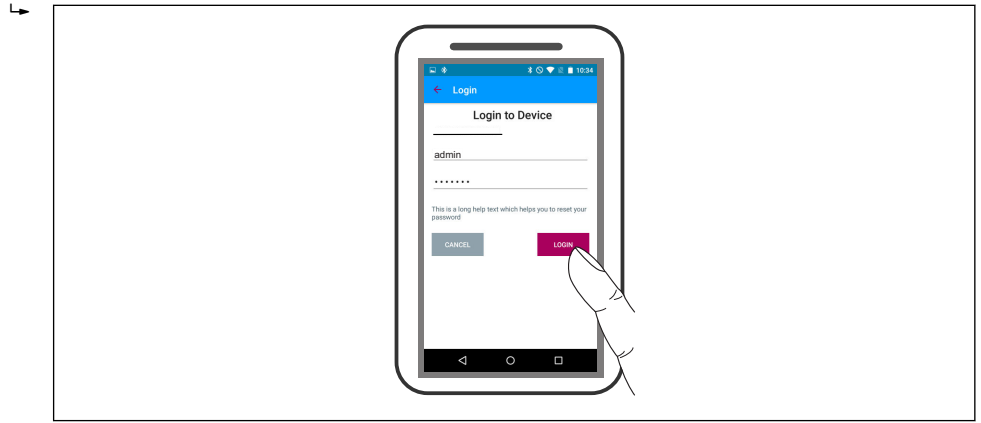 10:34
Login
Login to Device
admin
.......
This is a long help text which helps you to reset your
password
CANCEL
LOGIN